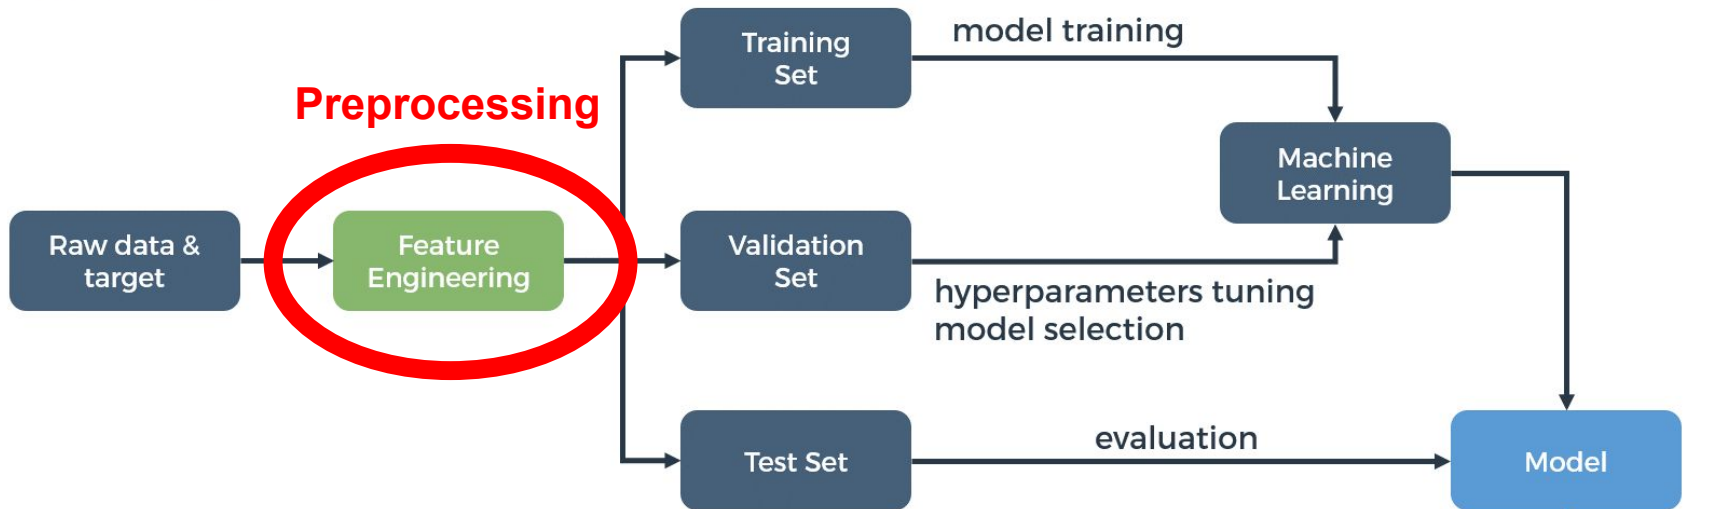 Preprocessing
Raw data &
target
Feature
Engineering
Training
Set
model training
Validation
Set
hyperparameters tuning
model selection
Test Set
evaluation
Machine
Learning
Model